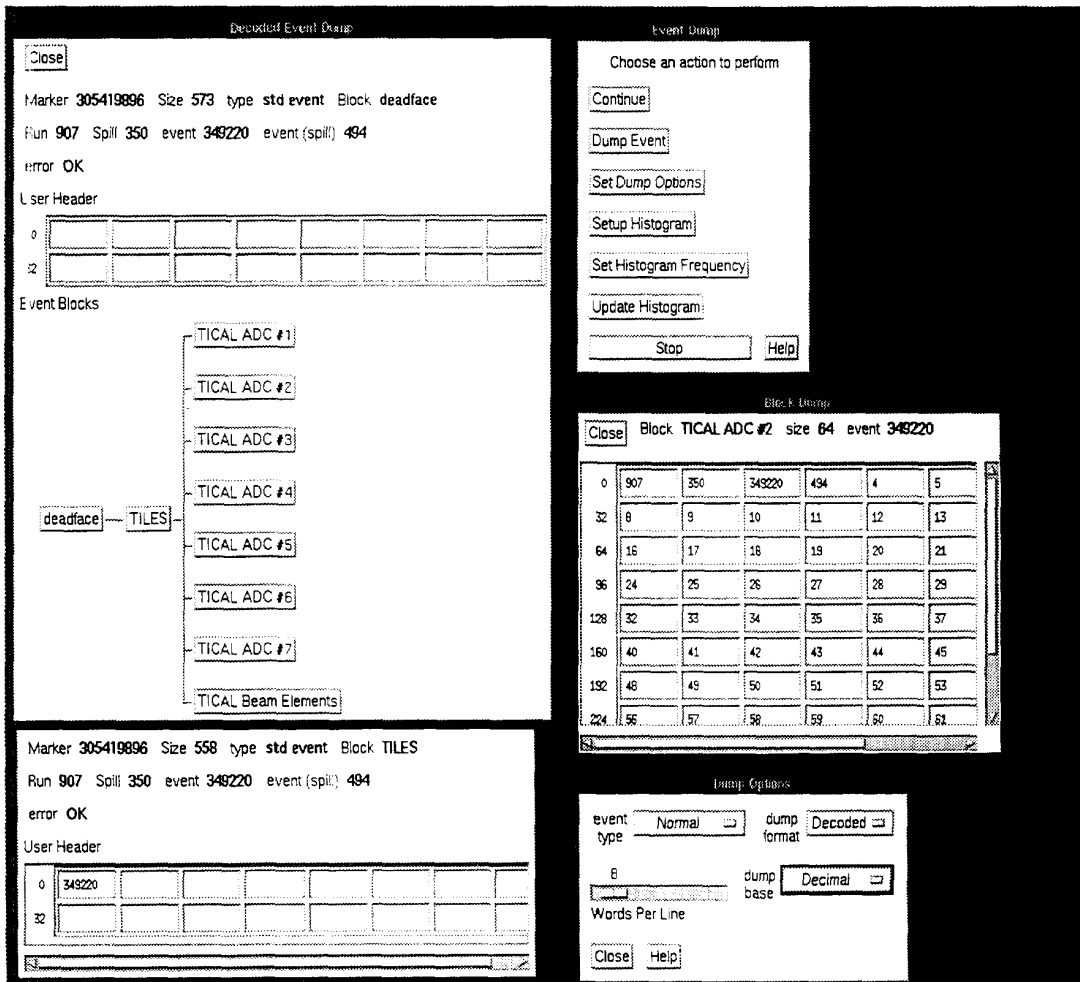 Decoded Event Dump
Close
Marker 305419896 Size 573 type std event Block deadface
Run 907 Spill 350 event 349220 event (spill) 494
error OK
User Header
0
32
Event Blocks
TICAL ADC #1
TICAL ADC #2
TICAL ADC #3
TICAL ADC #4
deadface TILES
TICAL ADC #5
TICAL ADC #6
TICAL ADC #7
TICAL Beam Elements
Marker 305419896 Size 558 type std event Block TILES
Run 907 Spill 350 event 349220 event (spill) 494
error OK
User Header
0 349220
32
Event Dump
Choose an action to perform
Continue
Dump Event
Set Dump Options
Setup Histogram
Set Histogram Frequency
Update Histogram
Stop Help
Block Dump
Close Block TICAL ADC #2 size 64 event 349220
0 907 350 349220 494 4 5
32 8 9 10 11 12 13
64 16 17 18 19 20 21
96 24 25 26 27 28 29
128 32 33 34 35 36 37
160 40 41 42 43 44 45
192 48 49 50 51 52 53
224 56 57 58 59 60 61
Dump Options
event type Normal dump format Decoded
8 dump base Decimal
Words Per Line
Close Help